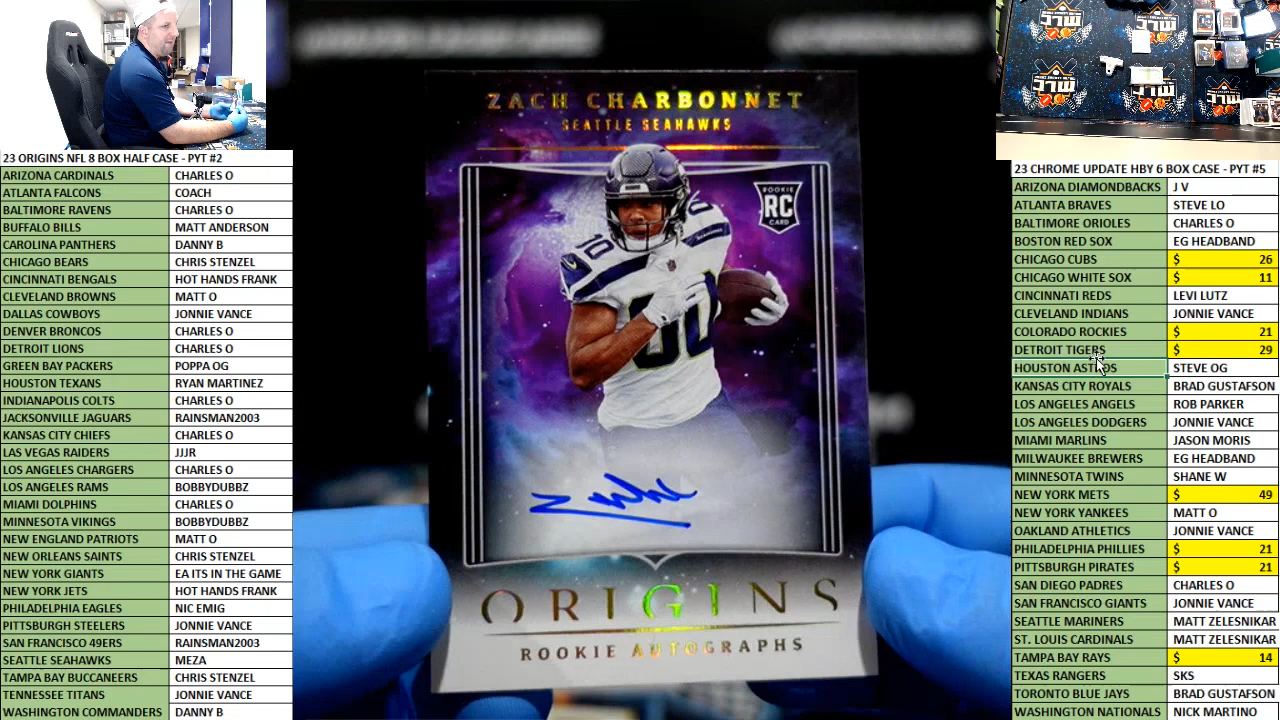 23 ORIGINS NFL 8 BOX HALF CASE - PYT #2
ARIZONA CARDINALS CHARLES O
ATLANTA FALCONS COACH
BALTIMORE RAVENS CHARLES O
BUFFALO BILLS MATT ANDERSON
CAROLINA PANTHERS DANNY B
CHICAGO BEARS CHRIS STENZEL
CINCINNATI BENGALS HOT HANDS FRANK
CLEVELAND BROWNS MATT O
DALLAS COWBOYS JONNIE VANCE
DENVER BRONCOS CHARLES O
DETROIT LIONS CHARLES O
GREEN BAY PACKERS POPPA OG
HOUSTON TEXANS RYAN MARTINEZ
INDIANAPOLIS COLTS CHARLES O
JACKSONVILLE JAGUARS RAINSMAN2003
KANSAS CITY CHIEFS CHARLES O
LAS VEGAS RAIDERS JJJR
LOS ANGELES CHARGERS CHARLES O
LOS ANGELES RAMS BOBBYDUBBZ
MIAMI DOLPHINS CHARLES O
MINNESOTA VIKINGS BOBBYDUBBZ
NEW ENGLAND PATRIOTS MATT O
NEW ORLEANS SAINTS CHRIS STENZEL
NEW YORK GIANTS EA ITS IN THE GAME
NEW YORK JETS HOT HANDS FRANK
PHILADELPHIA EAGLES NIC EMIG
PITTSBURGH STEELERS JONNIE VANCE
SAN FRANCISCO 49ERS RAINSMAN2003
SEATTLE SEAHAWKS MEZA
TAMPA BAY BUCCANEERS CHRIS STENZEL
TENNESSEE TITANS JONNIE VANCE
WASHINGTON COMMANDERS DANNY B
ZACH CHARBONNET
SEATTLE SEAHAWKS
ROOKIE
RC
CARD
ORIGINS
ROOKIE AUTOGRAPHS
JTW
JTW
JTW
JTW
23 CHROME UPDATE HBY 6 BOX CASE - PYT #5
ARIZONA DIAMONDBACKS J V
ATLANTA BRAVES STEVE LO
BALTIMORE ORIOLES CHARLES O
BOSTON RED SOX EG HEADBAND
CHICAGO CUBS $ 26
CHICAGO WHITE SOX $ 11
CINCINNATI REDS LEVI LUTZ
CLEVELAND INDIANS JONNIE VANCE
COLORADO ROCKIES $ 21
DETROIT TIGERS $ 29
HOUSTON ASTROS STEVE OG
KANSAS CITY ROYALS BRAD GUSTAFSON
LOS ANGELES ANGELS ROB PARKER
LOS ANGELES DODGERS JONNIE VANCE
MIAMI MARLINS JASON MORIS
MILWAUKEE BREWERS EG HEADBAND
MINNESOTA TWINS SHANE W
NEW YORK METS $ 49
NEW YORK YANKEES MATT O
OAKLAND ATHLETICS JONNIE VANCE
PHILADELPHIA PHILLIES $ 21
PITTSBURGH PIRATES $ 21
SAN DIEGO PADRES CHARLES O
SAN FRANCISCO GIANTS JONNIE VANCE
SEATTLE MARINERS MATT ZELESNIKAR
ST. LOUIS CARDINALS MATT ZELESNIKAR
TAMPA BAY RAYS $ 14
TEXAS RANGERS SKS
TORONTO BLUE JAYS BRAD GUSTAFSON
WASHINGTON NATIONALS NICK MARTINO